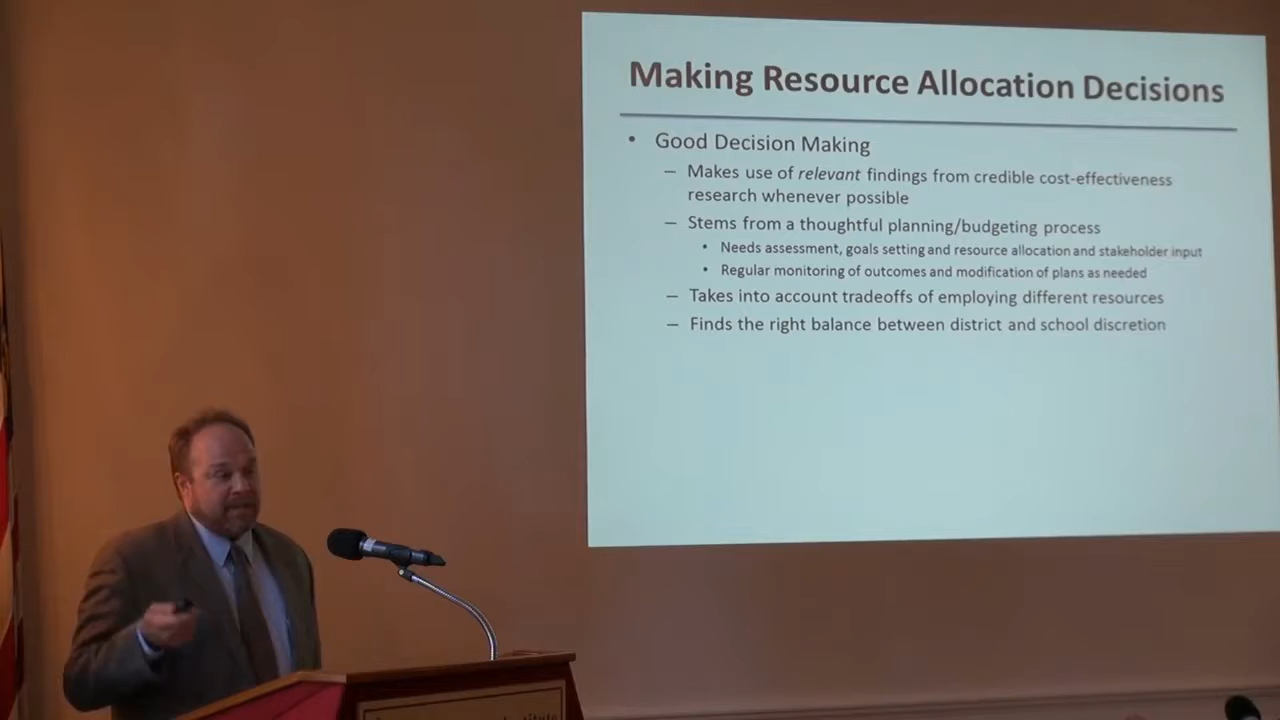 Making Resource Allocation Decisions
• Good Decision Making
– Makes use of relevant findings from credible cost-effectiveness
research whenever possible
– Stems from a thoughtful planning/budgeting process
• Needs assessment, goals setting and resource allocation and stakeholder input
• Regular monitoring of outcomes and modification of plans as needed
– Takes into account tradeoffs of employing different resources
– Finds the right balance between district and school discretion